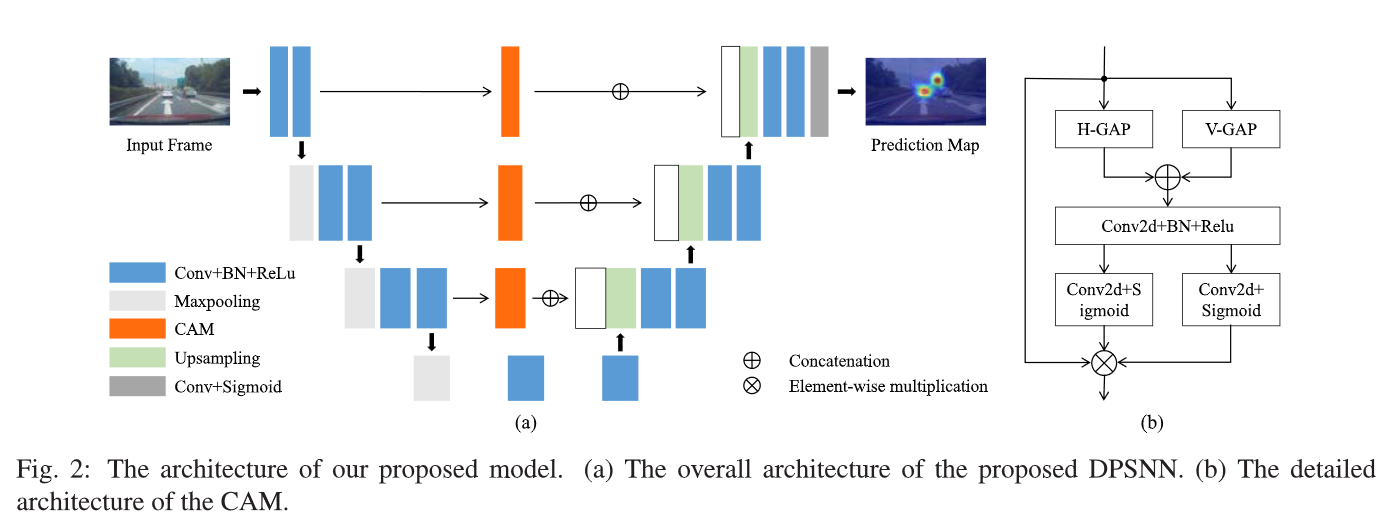 Input Frame
Prediction Map
Conv+BN+ReLu
Maxpooling
CAM
Upsampling
Conv+Sigmoid
Concatenation
Element-wise multiplication
(a)
H-GAP
V-GAP
Conv2d+BN+Relu
Conv2d+S
igmoid
Conv2d+
Sigmoid
(b)
Fig. 2: The architecture of our proposed model. (a) The overall architecture of the proposed DPSNN. (b) The detailed
architecture of the CAM.